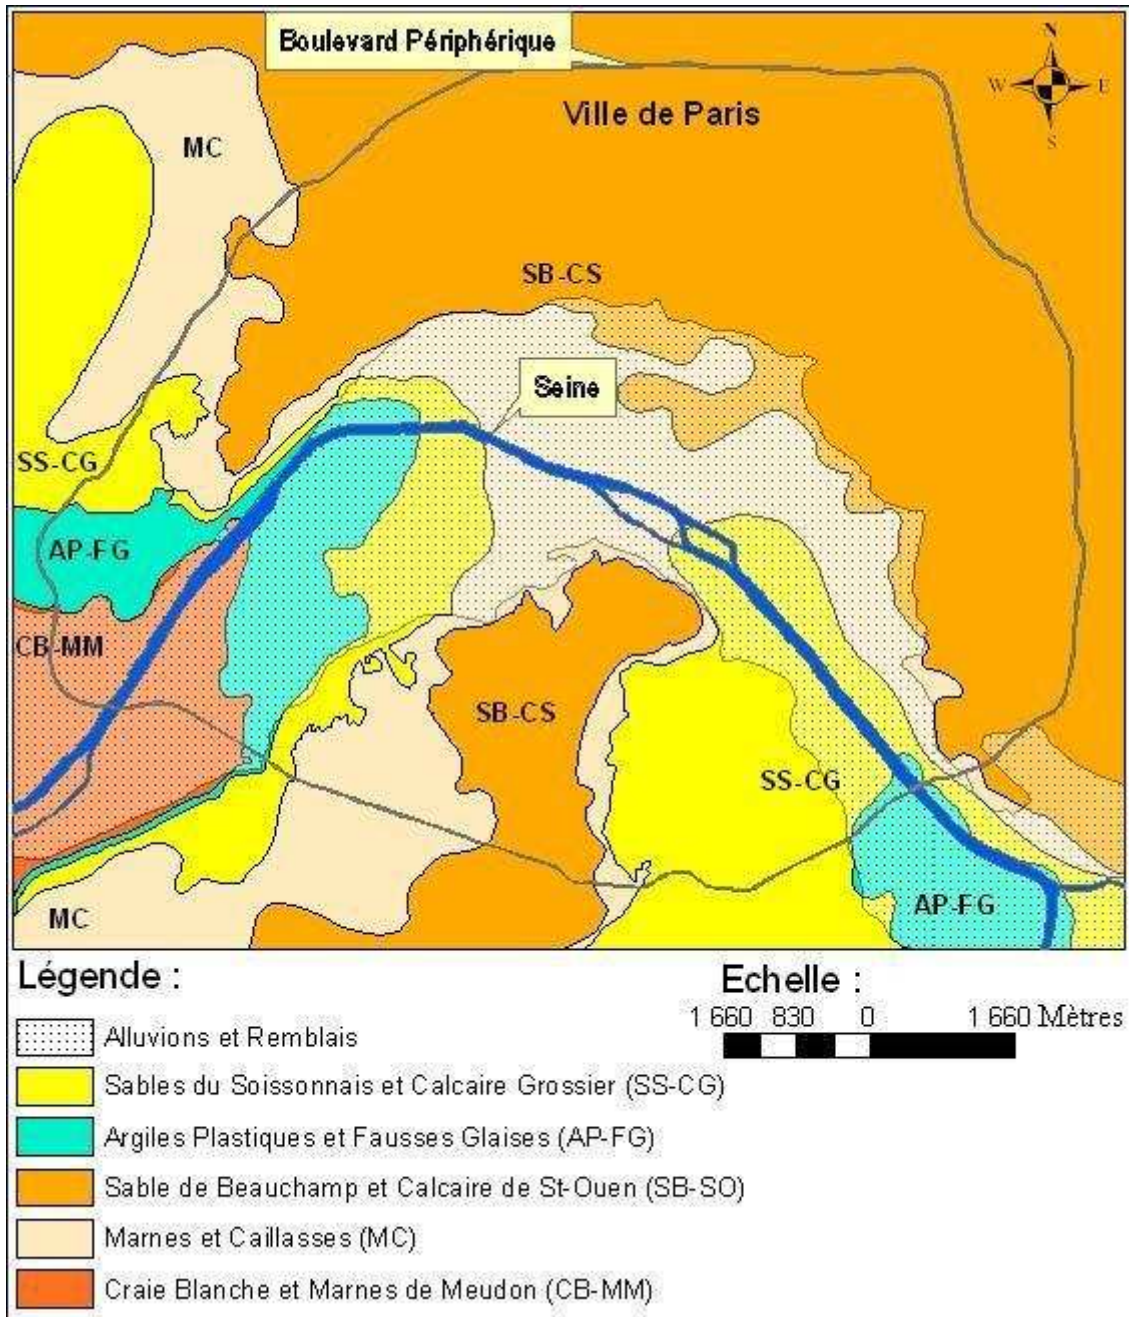 Boulevard Périphérique
N
W
E
S
Ville de Paris
MC
SB-CS
Seine
SS-CG
AP-FG
CB-MM
SB-CS
SS-CG
AP-FG
MC
Légende :
Echelle :
1 660 830 0 1 660 Mètres
Alluvions et Remblais
Sables du Soissonnais et Calcaire Grossier (SS-CG)
Argiles Plastiques et Fausses Glaises (AP-FG)
Sable de Beauchamp et Calcaire de St-Ouen (SB-SO)
Marnes et Caillasses (MC)
Craie Blanche et Marnes de Meudon (CB-MM)